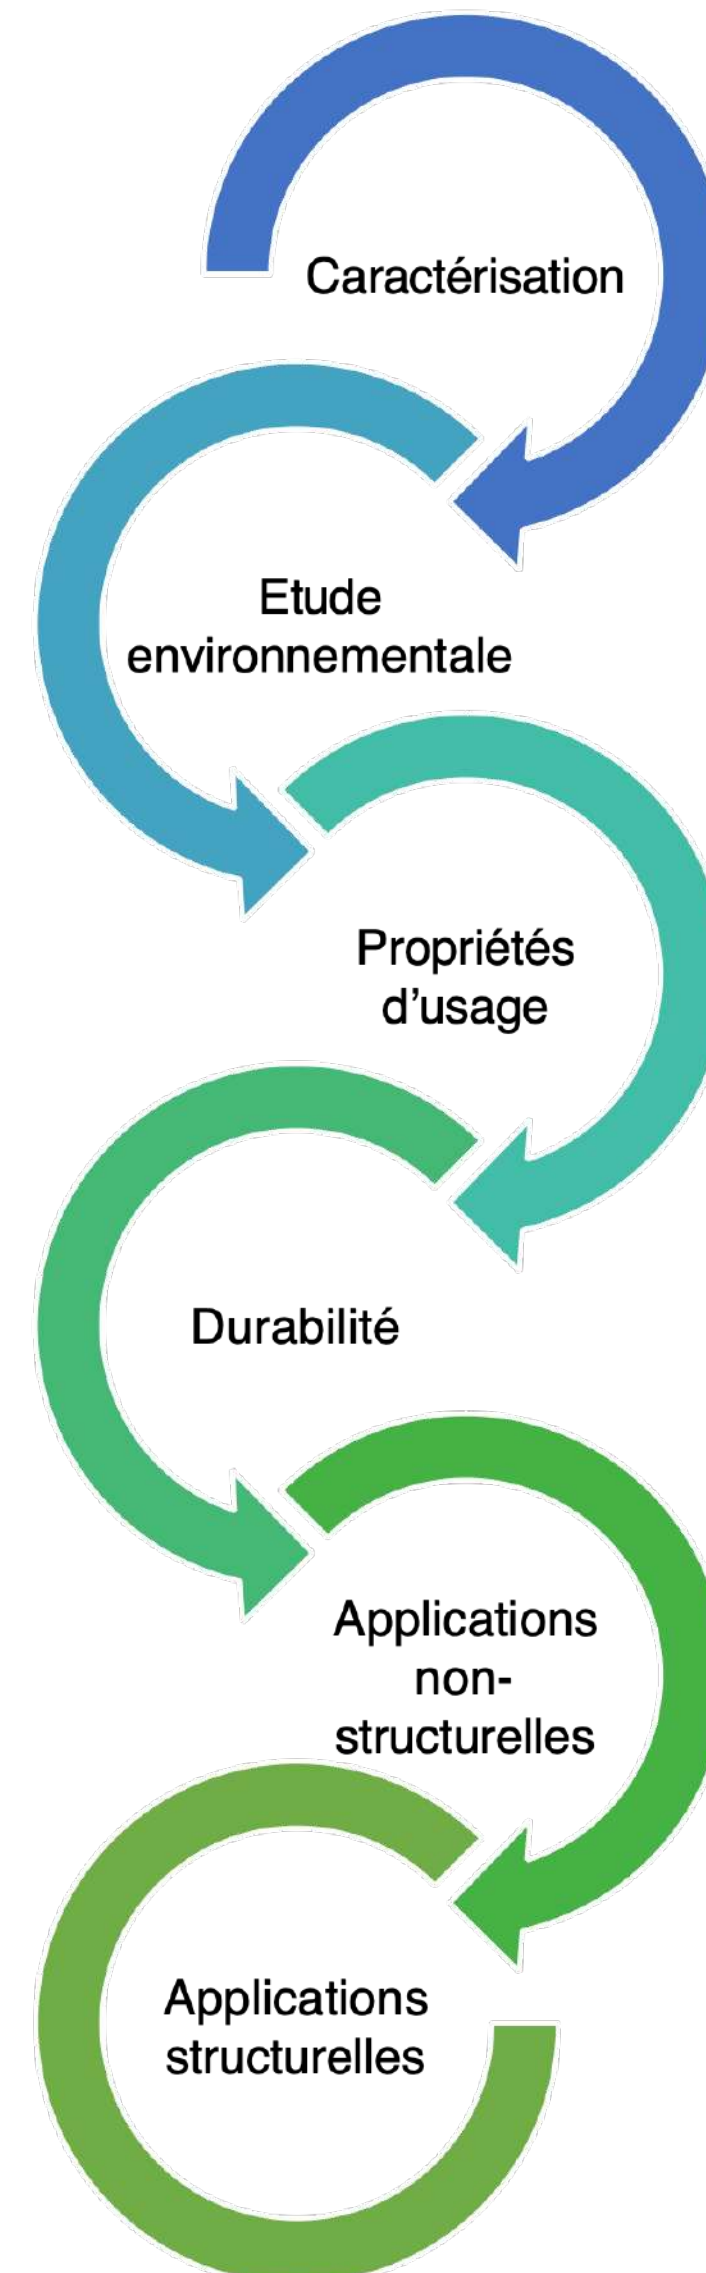 Caractérisation
Etude
environnementale
Propriétés
d’usage
Durabilité
Applications
non-
structurelles
Applications
structurelles